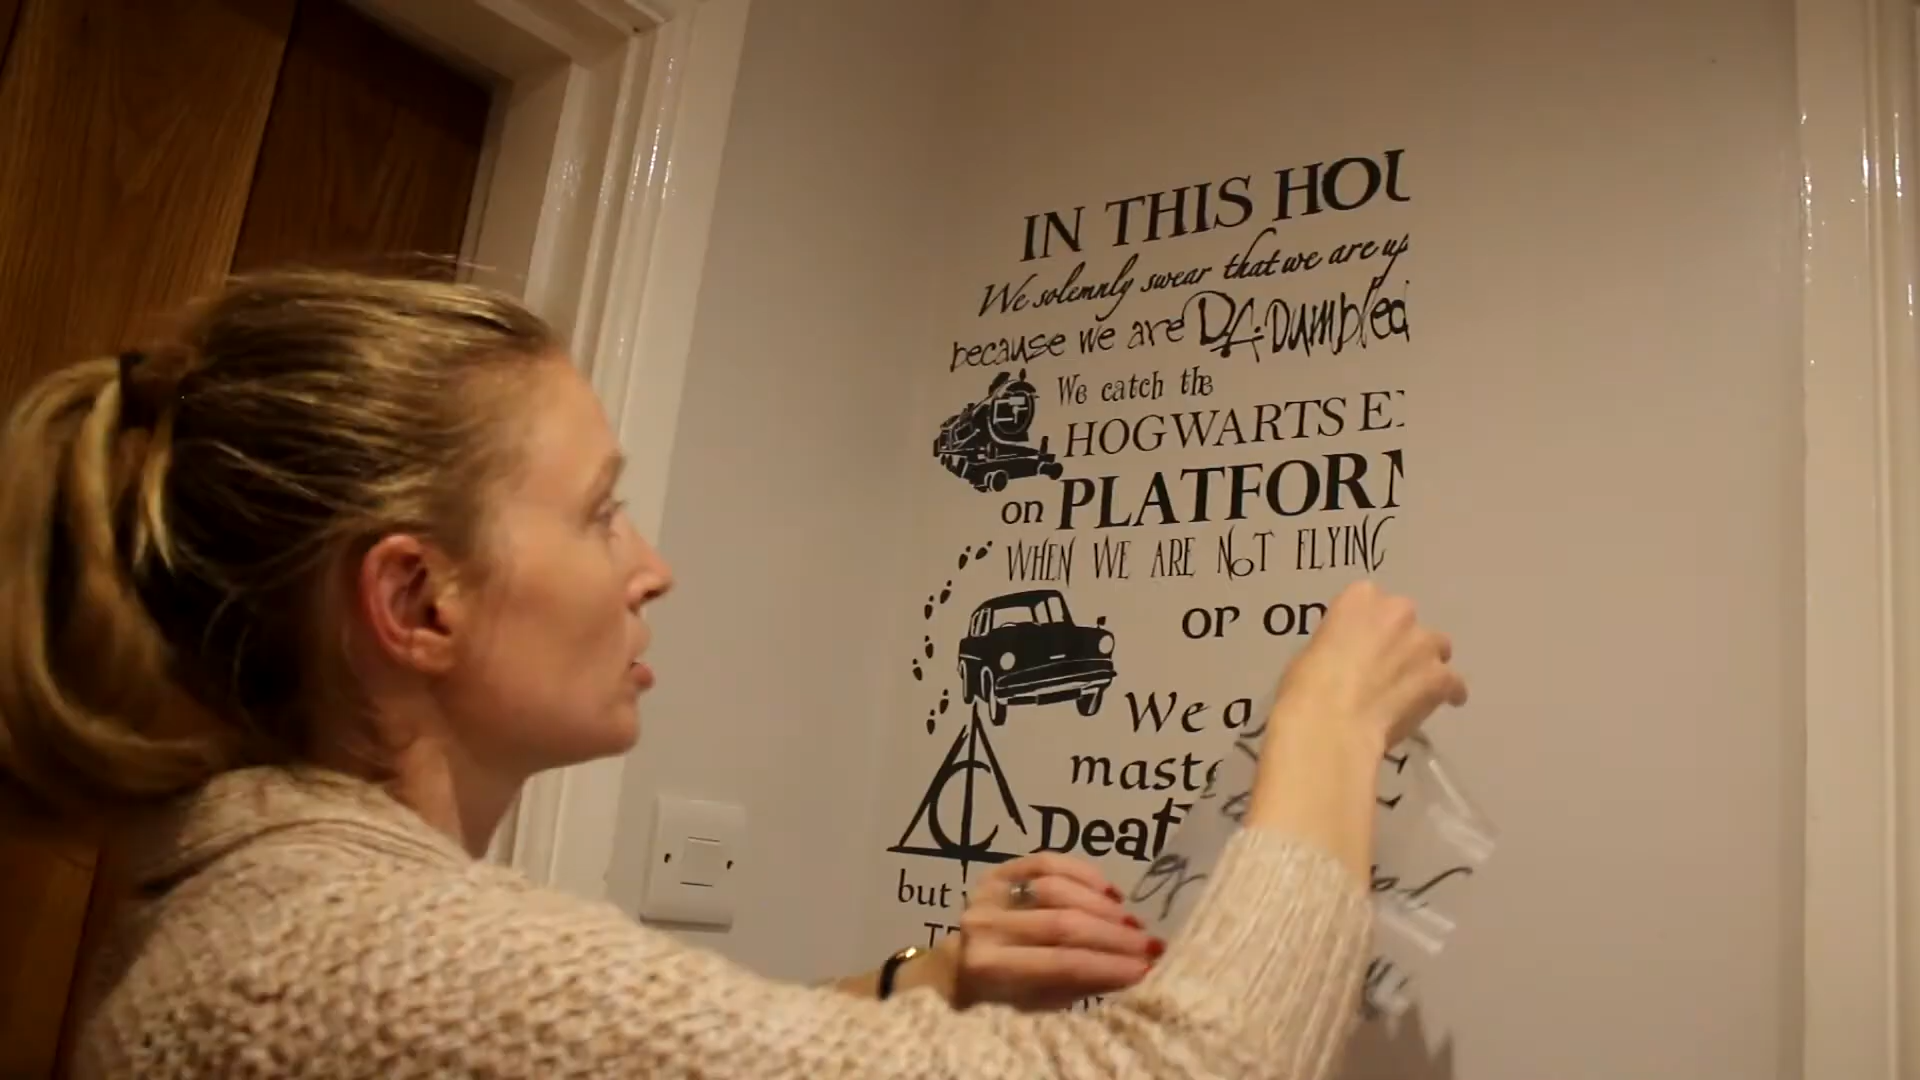 IN THIS HOU
We solemnly swear that we are up
because we are D.A. Dumbled
We catch the
HOGWARTS E
on PLATFORM
WHEN WE ARE NOT FLYING
or on
We a
maste
Deat
but